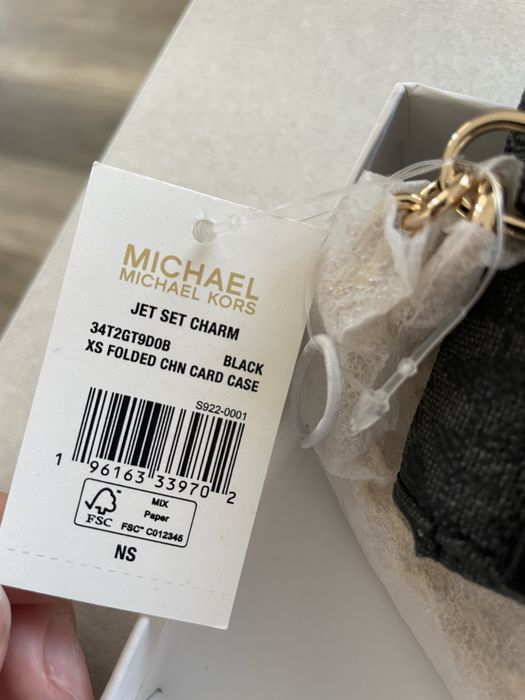 MICHAEL
MICHAEL KORS
JET SET CHARM
34T2GT9D0B BLACK
XS FOLDED CHN CARD CASE
S922-0001
1 96163 33970 2
FSC
MIX
Paper
FSC™ C012345
NS